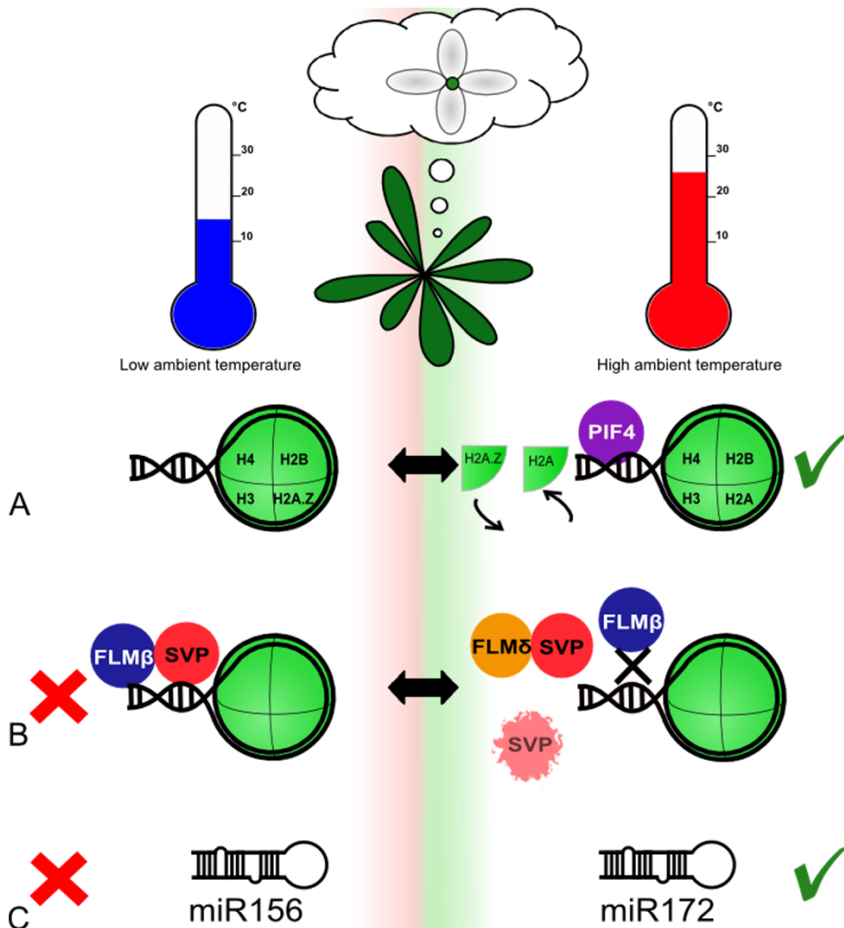 °C
30
20
10
Low ambient temperature
°C
30
20
10
High ambient temperature
A
H4 H2B
H3 H2A.Z
H2A.Z
H2A
PIF4
H4 H2B
H3 H2A
B
FLMβ SVP
FLMδ SVP
FLMβ
SVP
C
miR156
miR172